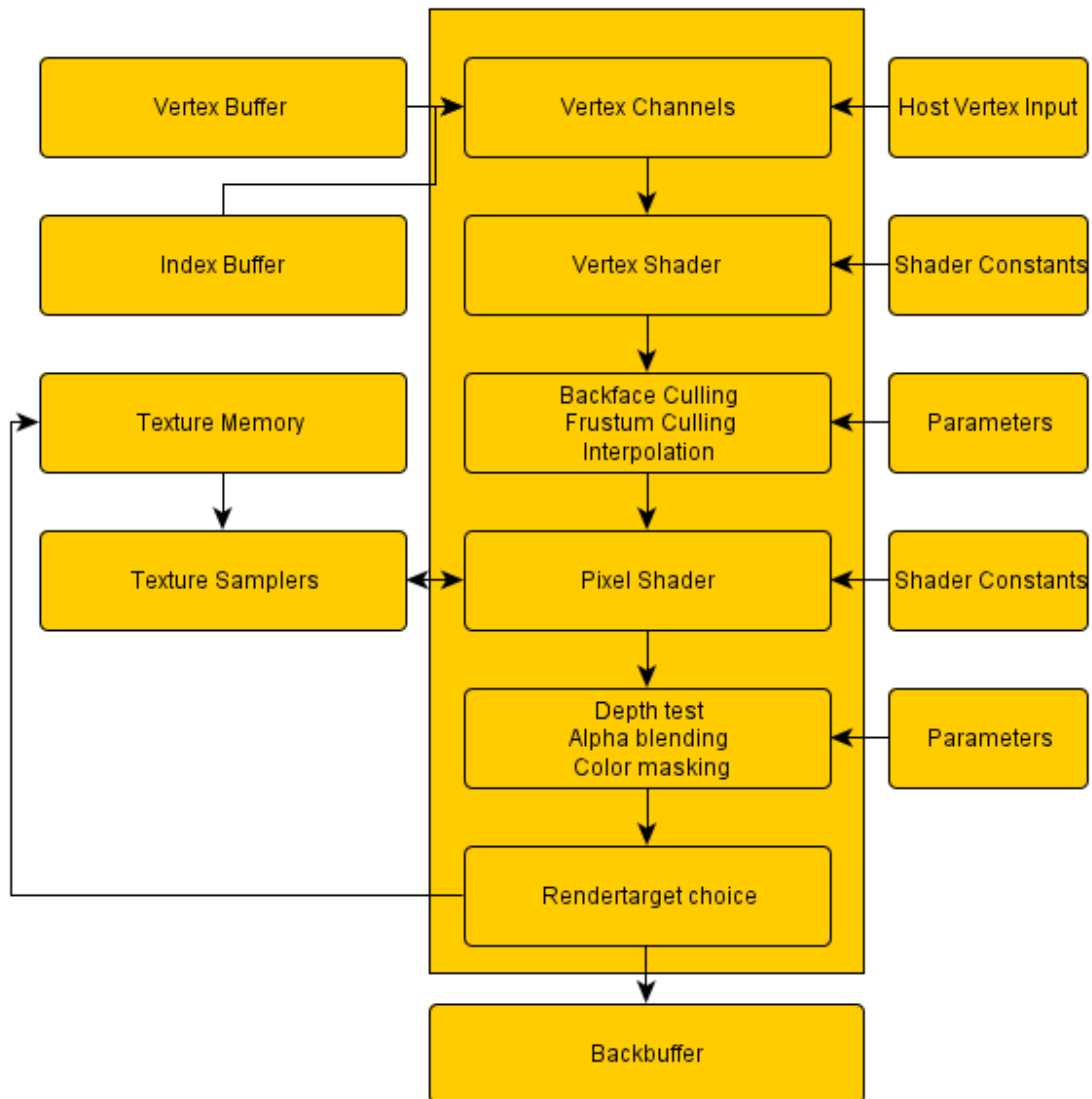 Vertex Buffer
Vertex Channels
Host Vertex Input
Index Buffer
Vertex Shader
Shader Constants
Texture Memory
Backface Culling
Frustum Culling
Interpolation
Parameters
Texture Samplers
Pixel Shader
Shader Constants
Depth test
Alpha blending
Color masking
Parameters
Rendertarget choice
Backbuffer